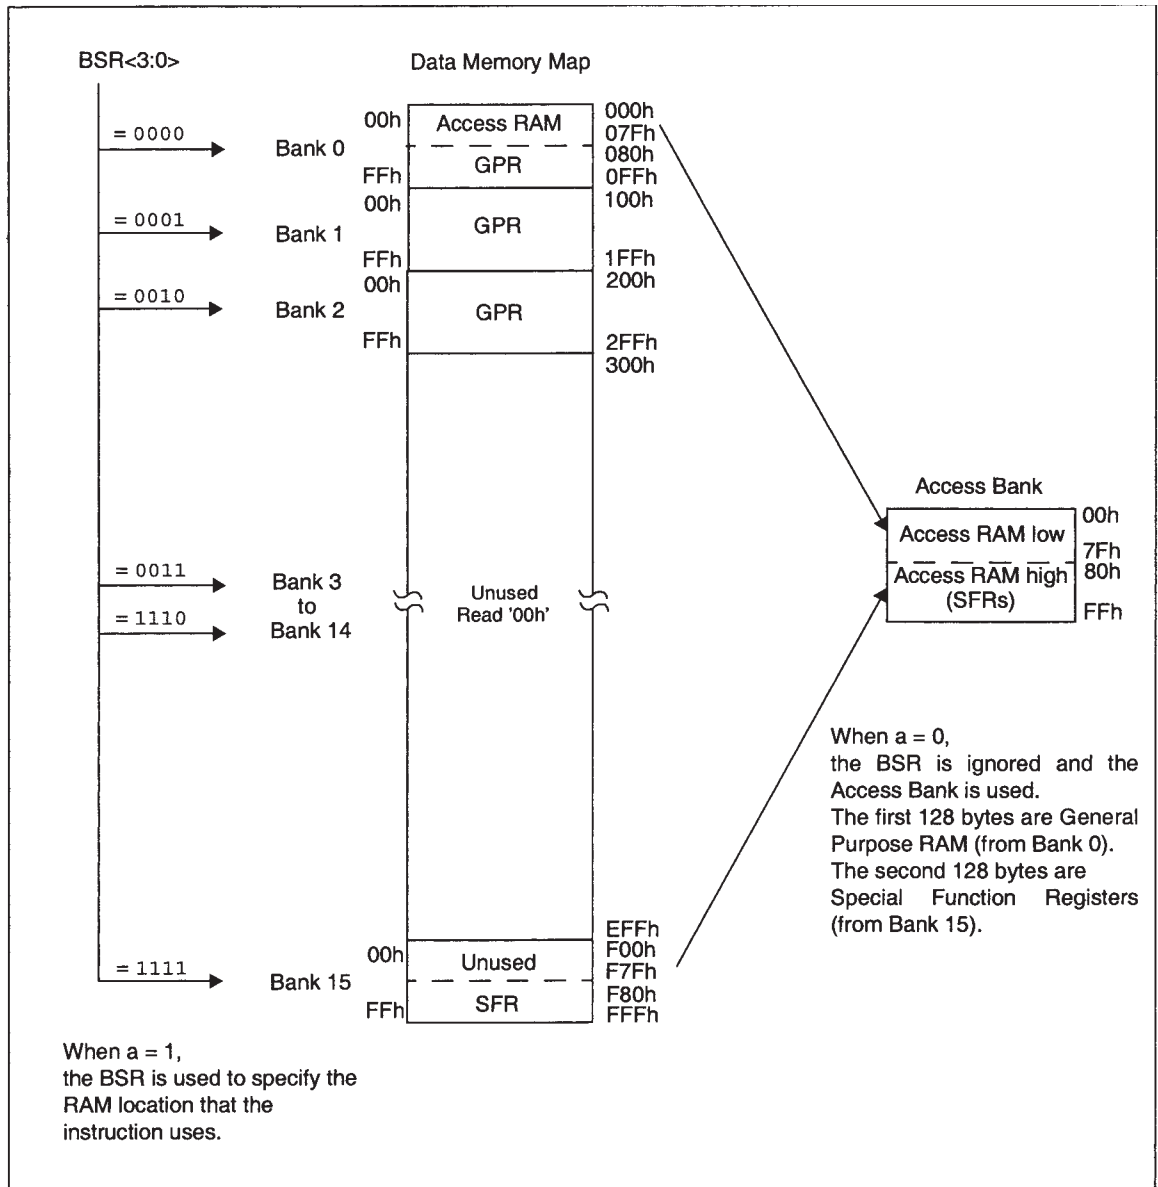 BSR<3:0>
Data Memory Map
= 0000
Bank 0
00h
Access RAM
000h
07Fh
GPR
080h
FFh
0FFh
= 0001
Bank 1
00h
GPR
100h
FFh
1FFh
= 0010
Bank 2
00h
GPR
200h
FFh
2FFh
300h
= 0011
Bank 3
to
= 1110
Bank 14
Unused
Read '00h'
EFFh
= 1111
Bank 15
00h
Unused
F00h
F7Fh
SFR
F80h
FFh
FFFh
Access Bank
Access RAM low
00h
7Fh
Access RAM high
(SFRs)
80h
FFh
When a = 0,
the BSR is ignored and the
Access Bank is used.
The first 128 bytes are General
Purpose RAM (from Bank 0).
The second 128 bytes are
Special Function Registers
(from Bank 15).
When a = 1,
the BSR is used to specify the
RAM location that the
instruction uses.